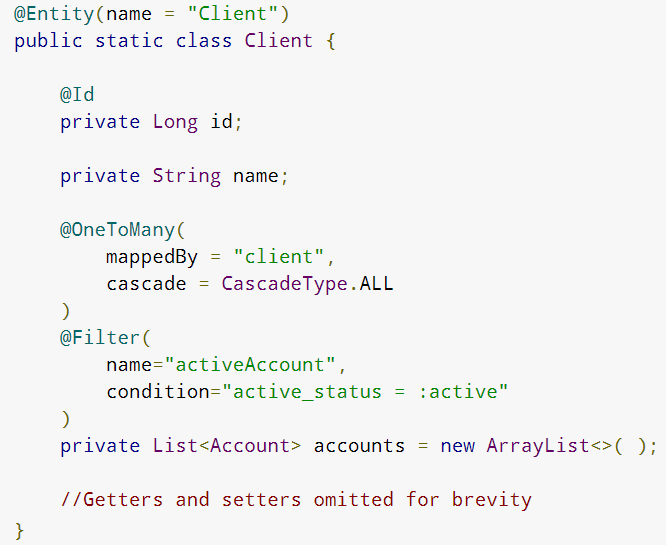 @Entity(name = "Client")
public static class Client {
    @Id
    private Long id;
    private String name;
    @OneToMany(
        mappedBy = "client",
        cascade = CascadeType.ALL
    )
    @Filter(
        name="activeAccount",
        condition="active_status = :active"
    )
    private List<Account> accounts = new ArrayList<>( );
    //Getters and setters omitted for brevity
}